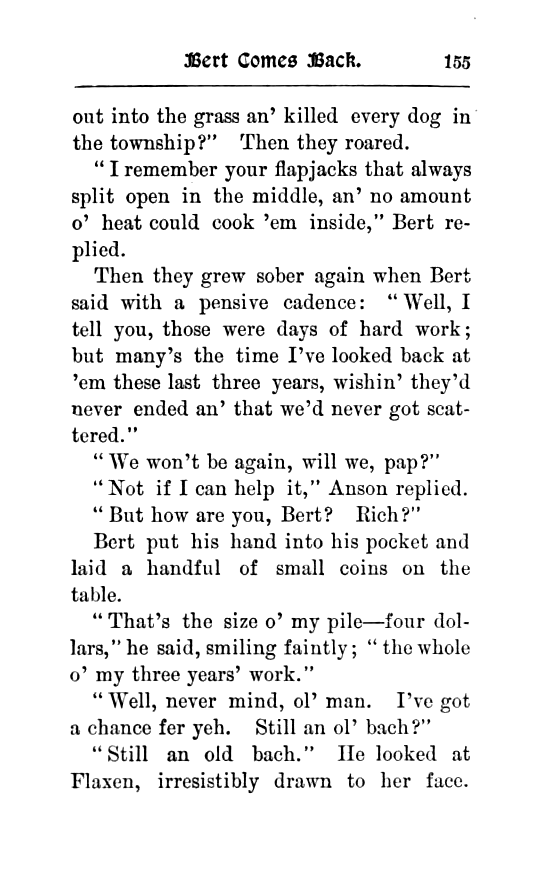 Bert Comes Back. 155
out into the grass an’ killed every dog in
the township?” Then they roared.
“I remember your flapjacks that always
split open in the middle, an’ no amount
o’ heat could cook ’em inside,” Bert re-
plied.
Then they grew sober again when Bert
said with a pensive cadence: “Well, I
tell you, those were days of hard work;
but many’s the time I’ve looked back at
’em these last three years, wishin’ they’d
never ended an’ that we’d never got scat-
tered.”
“We won’t be again, will we, pap?”
“Not if I can help it,” Anson replied.
“But how are you, Bert? Rich?”
Bert put his hand into his pocket and
laid a handful of small coins on the
table.
“That’s the size o’ my pile—four dol-
lars,” he said, smiling faintly; “the whole
o’ my three years’ work.”
“Well, never mind, ol’ man. I’ve got
a chance fer yeh. Still an ol’ bach?”
“Still an old bach.” He looked at
Flaxen, irresistibly drawn to her face.